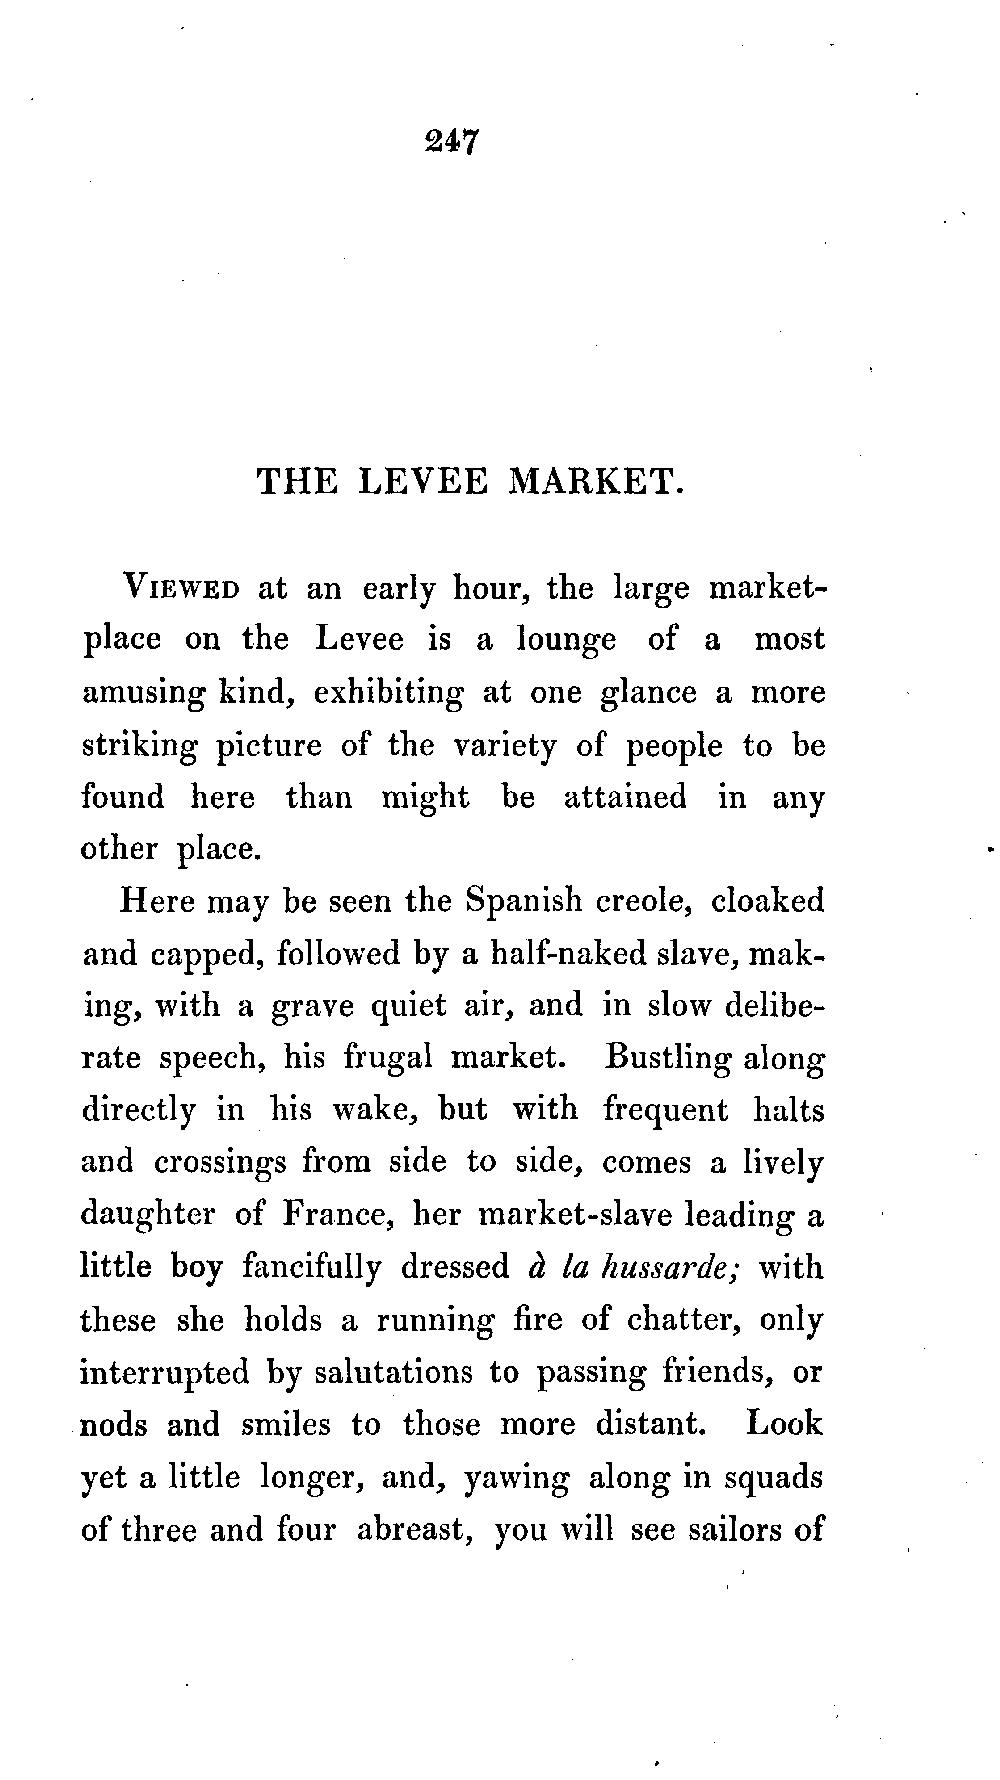 247
THE LEVEE MARKET.
VIEWED at an early hour, the large market-
place on the Levee is a lounge of a most
amusing kind, exhibiting at one glance a more
striking picture of the variety of people to be
found here than might be attained in any
other place.
Here may be seen the Spanish creole, cloaked
and capped, followed by a half-naked slave, mak-
ing, with a grave quiet air, and in slow delibe-
rate speech, his frugal market. Bustling along
directly in his wake, but with frequent halts
and crossings from side to side, comes a lively
daughter of France, her market-slave leading a
little boy fancifully dressed à la hussarde; with
these she holds a running fire of chatter, only
interrupted by salutations to passing friends, or
nods and smiles to those more distant. Look
yet a little longer, and, yawing along in squads
of three and four abreast, you will see sailors of